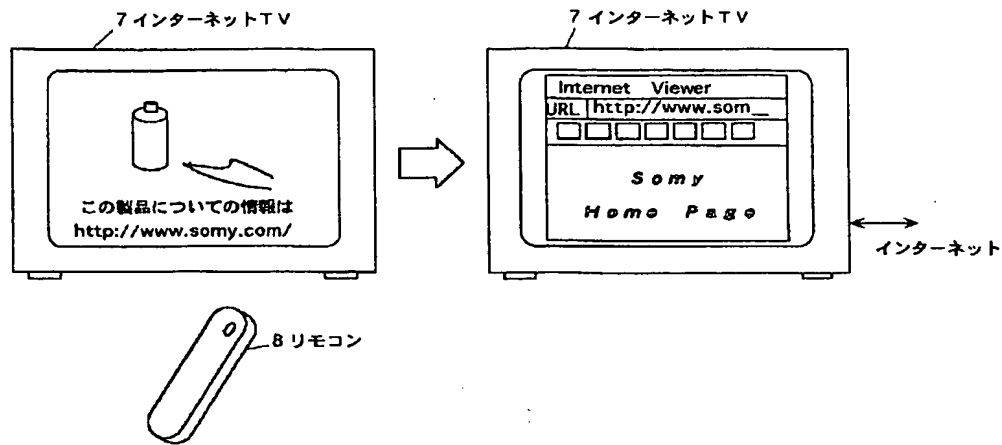 7 インターネットTV
この製品についての情報は
http://www.somy.com/
8 リモコン
7 インターネットTV
Internet Viewer
URL http://www.som__
Somy
Home Page
インターネット